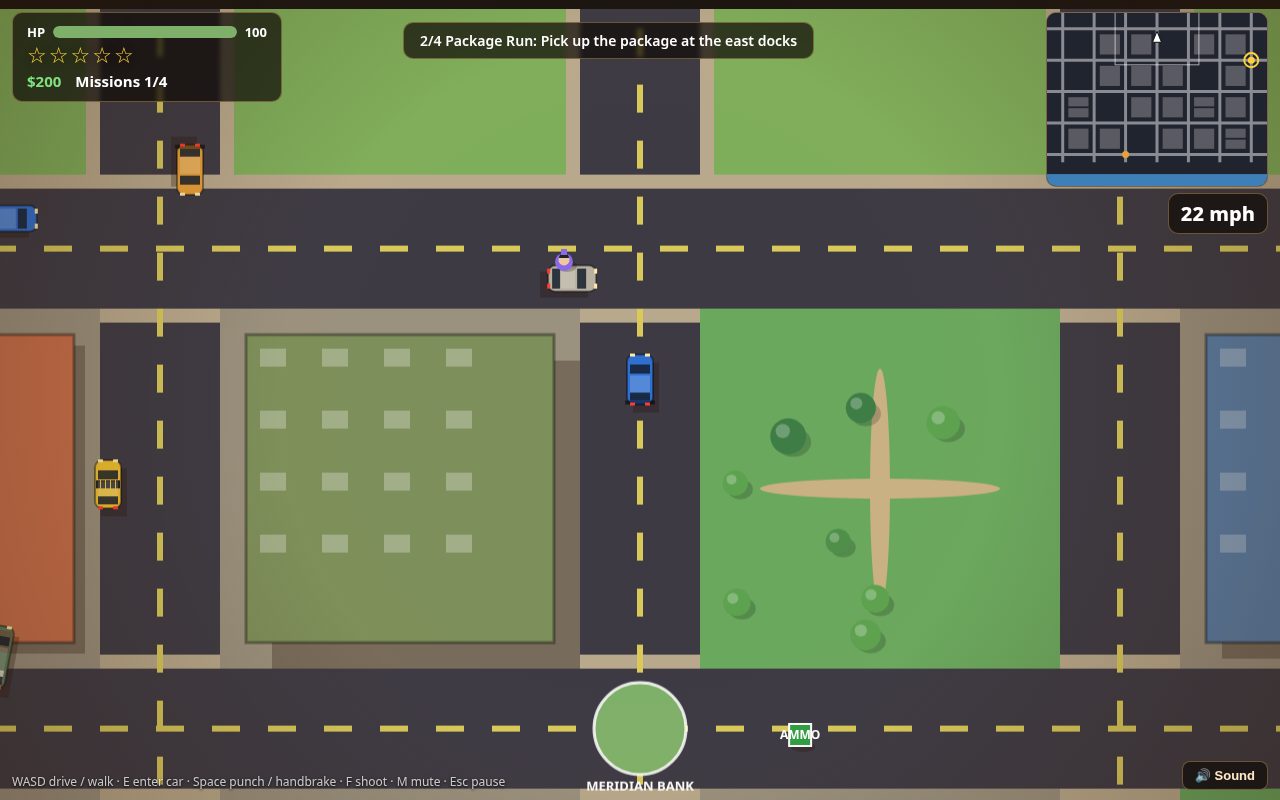 HP 100
☆☆☆☆☆
$200 Missions 1/4
2/4 Package Run: Pick up the package at the east docks
22 mph
AMMO
MERIDIAN BANK
WASD drive / walk · E enter car · Space punch / handbrake · F shoot · M mute · Esc pause
🔊 Sound